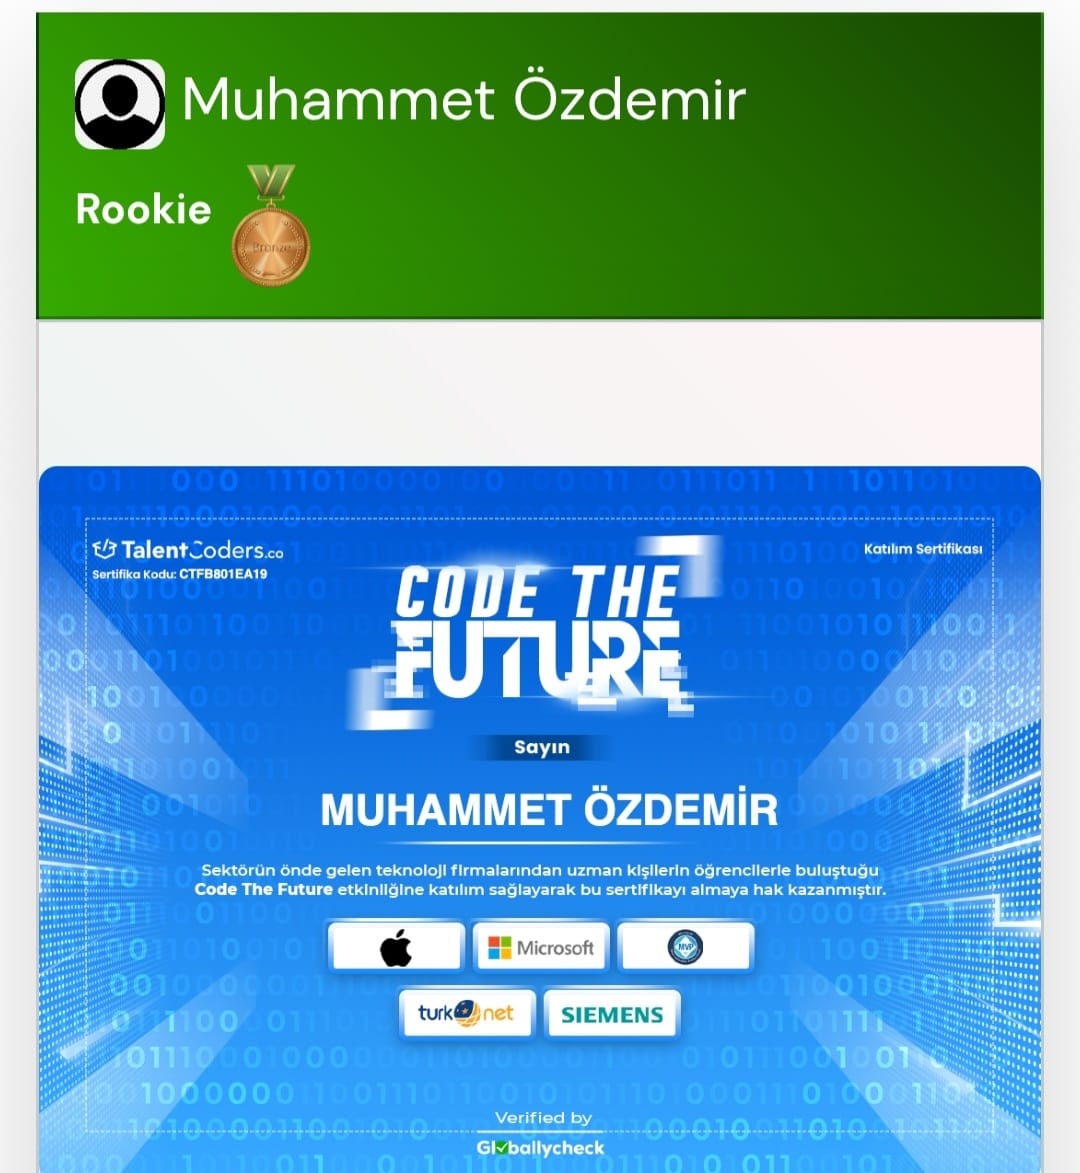 Muhammet Özdemir
Rookie
Bronze
TalentCoders.co
Sertifika Kodu: CTFB801EA19
Katılım Sertifikası
CODE THE
FUTURE
Sayın
MUHAMMET ÖZDEMİR
Sektörün önde gelen teknoloji firmalarından uzman kişilerin öğrencilerle buluştuğu
Code The Future etkinliğine katılım sağlayarak bu sertifikayı almaya hak kazanmıştır.
Microsoft
MVP
turknet
SIEMENS
Verified by
Globallycheck